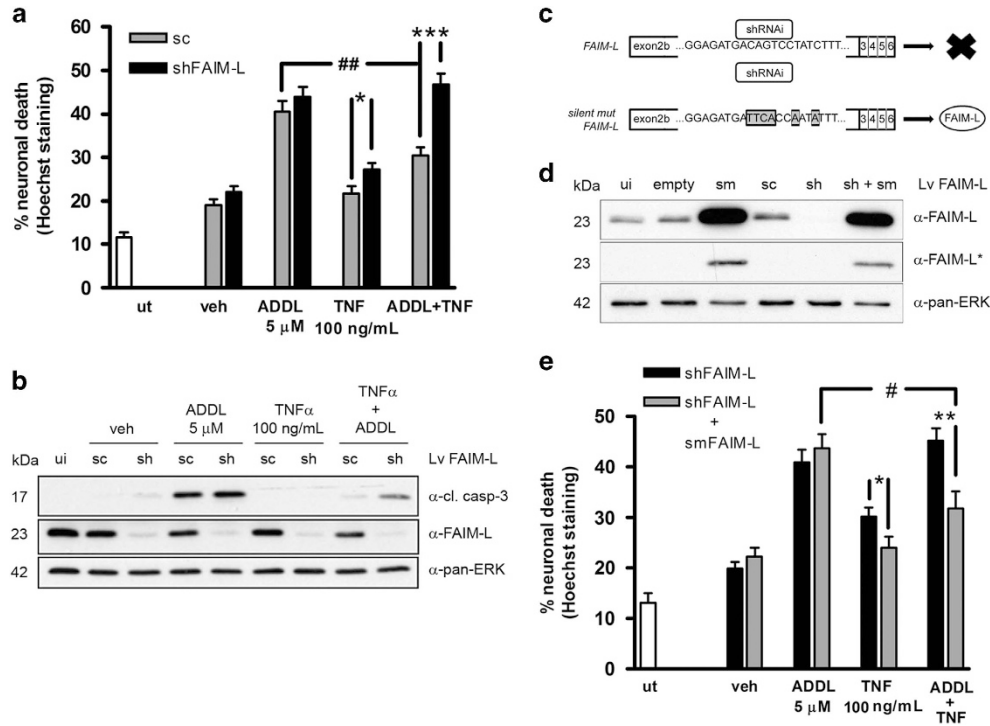 a
% neuronal death
(Hoechst staining)
60
50
40
30
20
10
0
sc
shFAIM-L
##
*
***
ut
veh
ADDL
5 μM
TNF
100 ng/mL
ADDL+TNF
b
veh
ADDL
5 μM
TNFα
100 ng/mL
TNFα
+
ADDL
kDa ui sc sh sc sh sc sh sc sh Lv FAIM-L
17 α-cl. casp-3
23 α-FAIM-L
42 α-pan-ERK
c
shRNAi
FAIM-L exon2b ...GGAGATGACAGTCCTATCTTT... 3 4 5 6
shRNAi
silent mut
FAIM-L exon2b ...GGAGATGATTCACCAATATTT... 3 4 5 6 FAIM-L
d
kDa ui empty sm sc sh sh + sm Lv FAIM-L
23 α-FAIM-L
23 α-FAIM-L*
42 α-pan-ERK
e
shFAIM-L
shFAIM-L
+
smFAIM-L
% neuronal death
(Hoechst staining)
50
40
30
20
10
0
#
*
**
ut
veh
ADDL
5 μM
TNF
100 ng/mL
ADDL
+
TNF